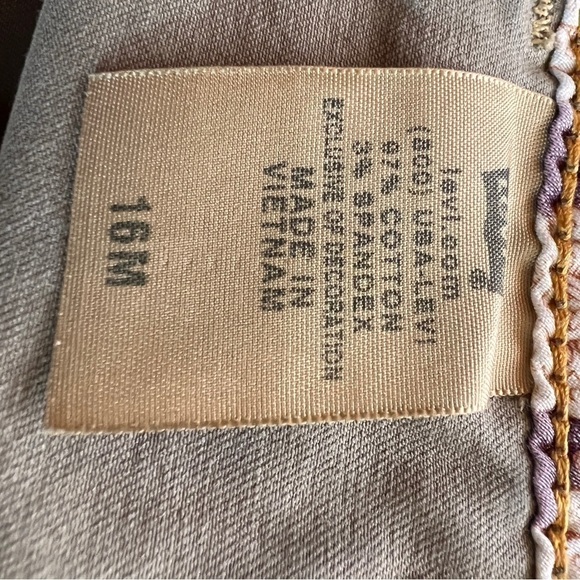 levi.com
(800) USA-LEVI
97% COTTON
3% SPANDEX
EXCLUSIVE OF DECORATION
MADE IN
VIETNAM
16M